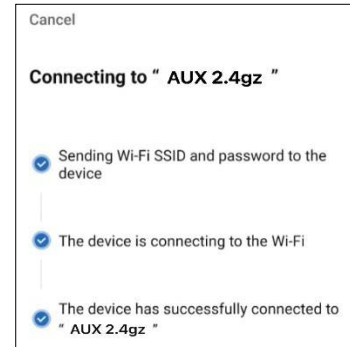 Cancel
Connecting to “ AUX 2.4gz ”
Sending Wi-Fi SSID and password to the
device
The device is connecting to the Wi-Fi
The device has successfully connected to
“ AUX 2.4gz ”